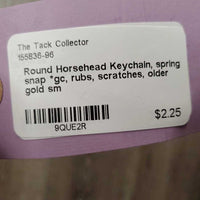 The Tack Collector
155836-96
Round Horsehead Keychain, spring
snap *gc, rubs, scratches, older
gold sm
9QUE2R
$2.25